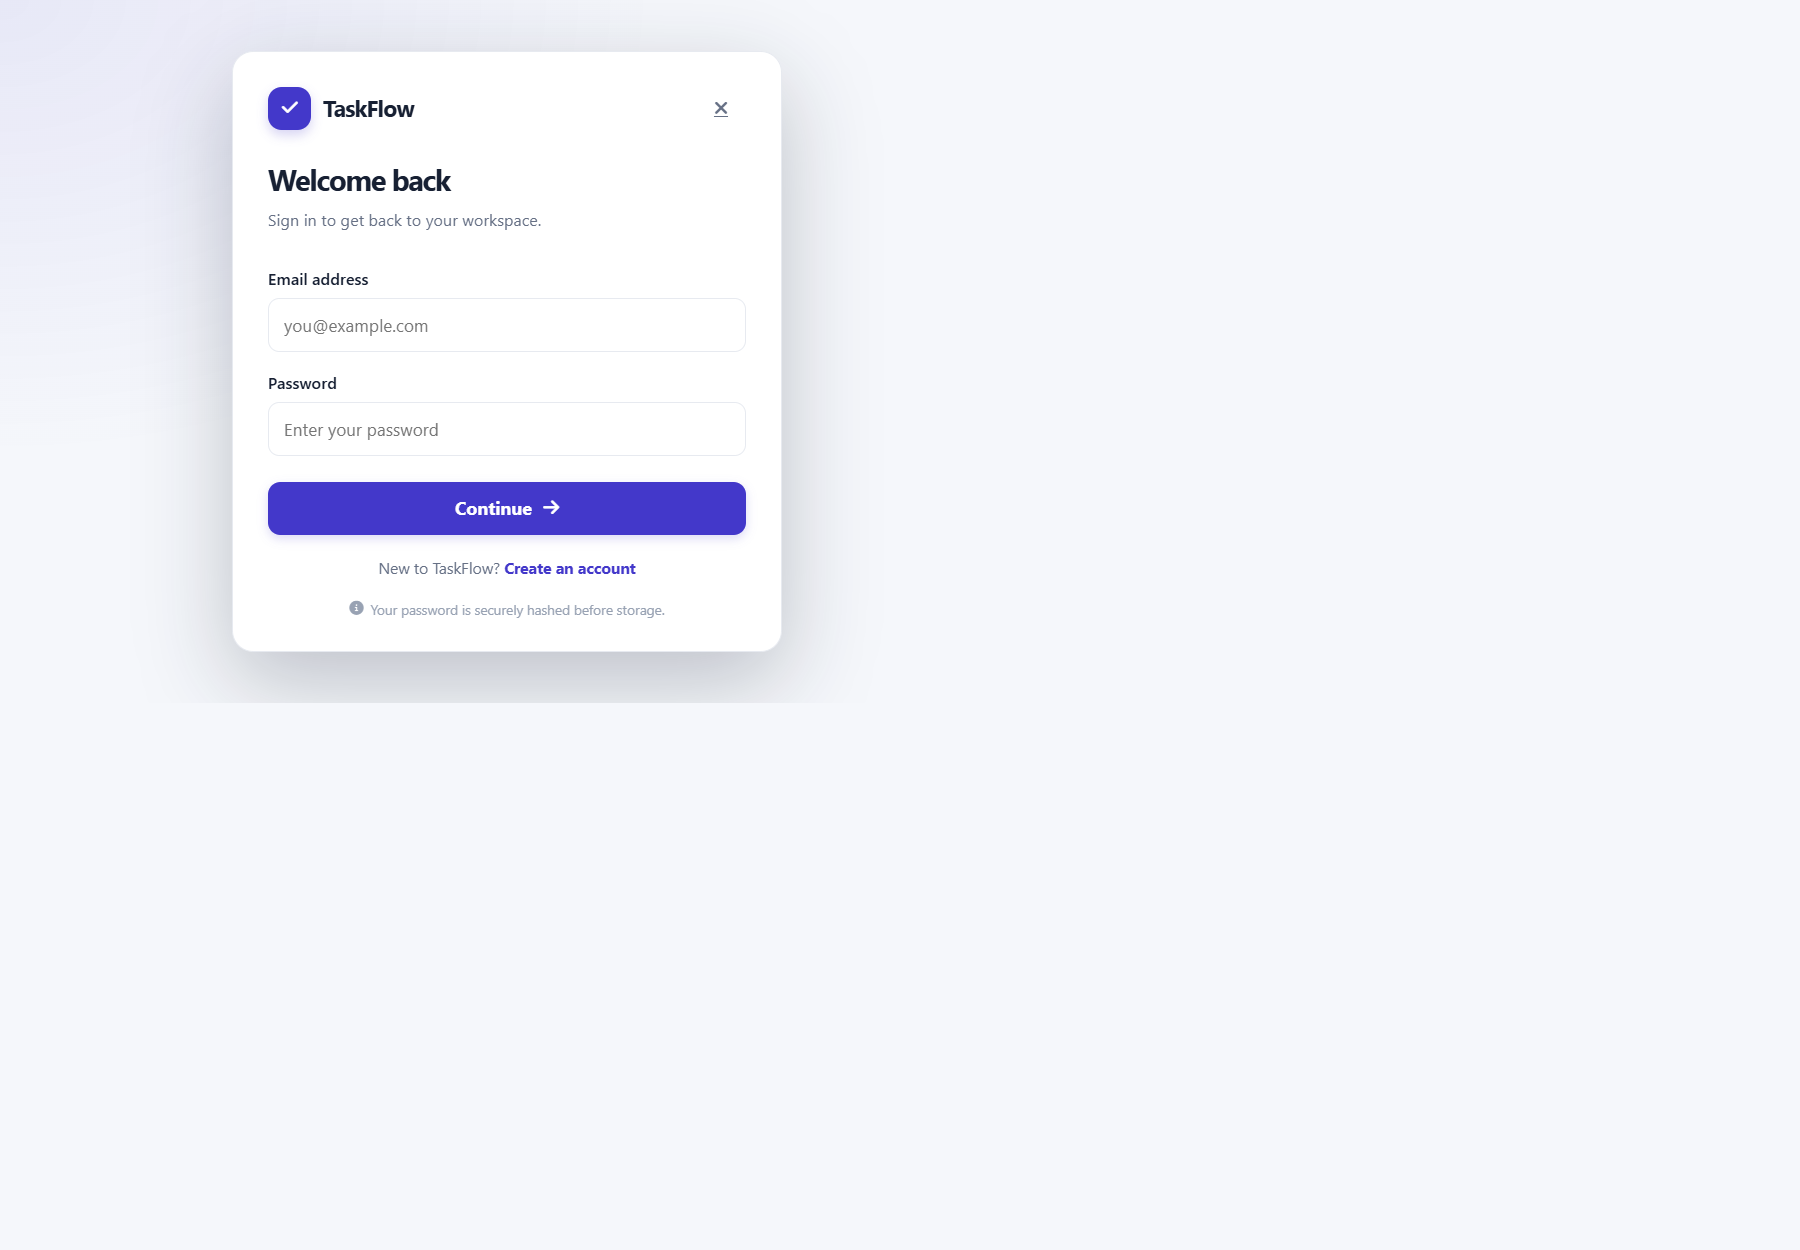 TaskFlow
Welcome back
Sign in to get back to your workspace.
Email address
you@example.com
Password
Enter your password
Continue →
New to TaskFlow? Create an account
Your password is securely hashed before storage.